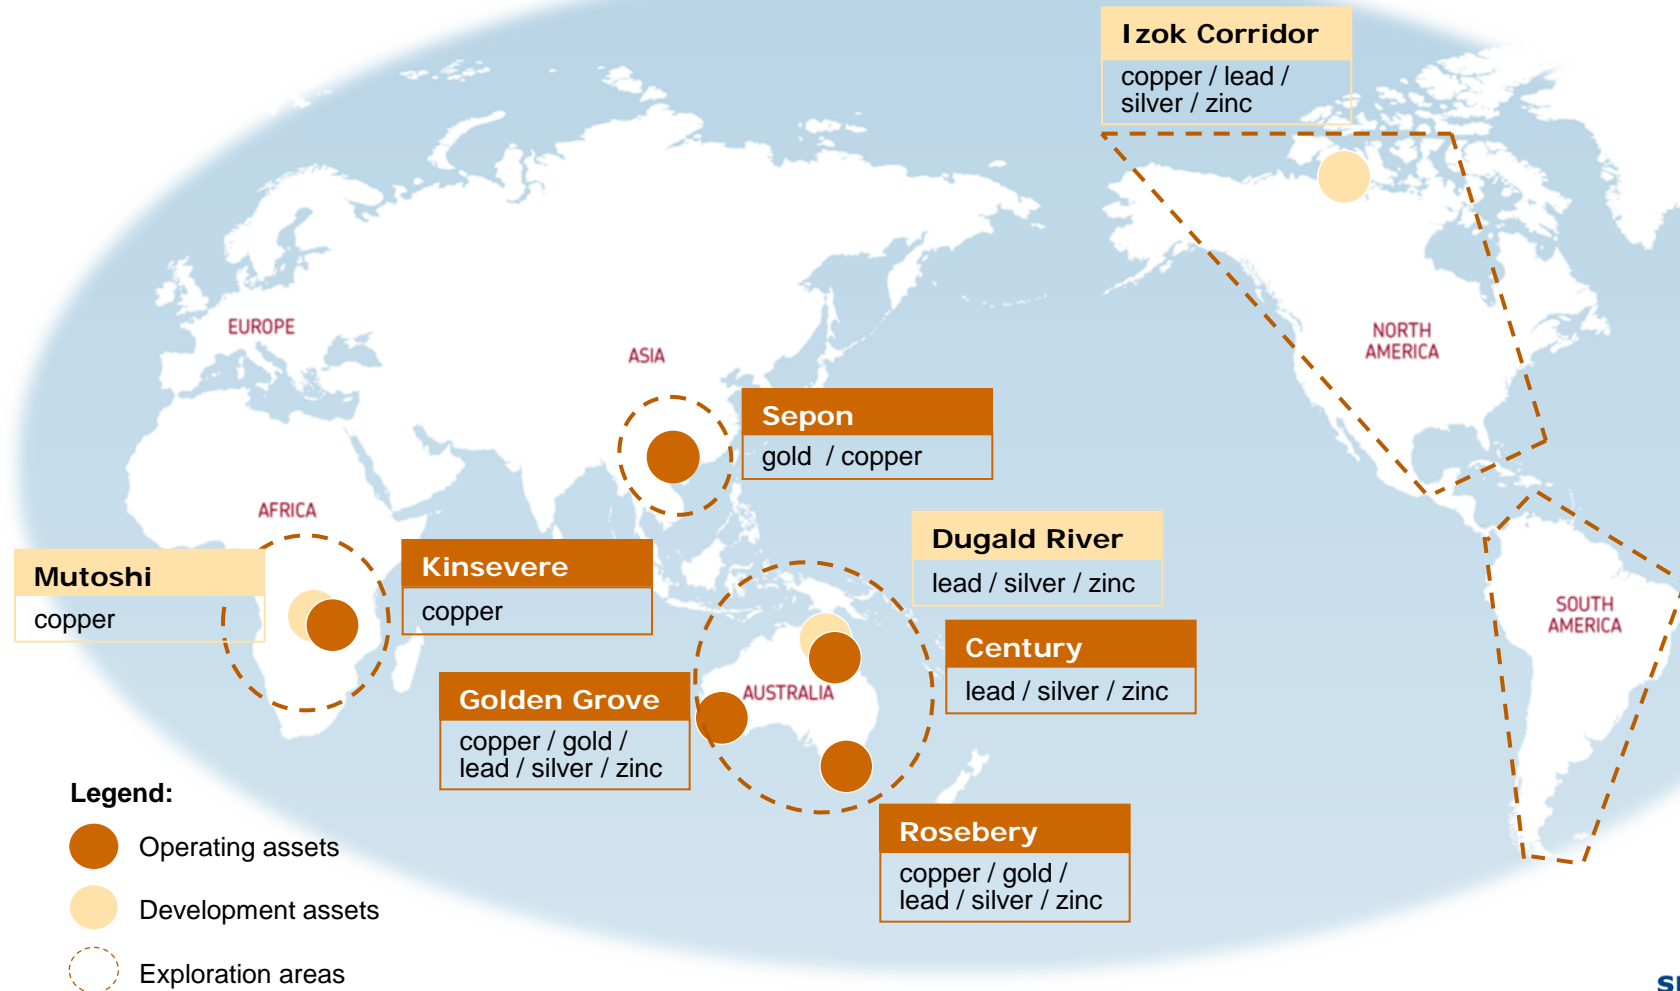 Izok Corridor
copper / lead /
silver / zinc
EUROPE
ASIA
NORTH
AMERICA
Sepon
gold / copper
AFRICA
Mutoshi
copper
Kinsevere
copper
Dugald River
lead / silver / zinc
SOUTH
AMERICA
Century
lead / silver / zinc
Golden Grove
copper / gold /
lead / silver / zinc
AUSTRALIA
Rosebery
copper / gold /
lead / silver / zinc
Legend:
Operating assets
Development assets
Exploration areas